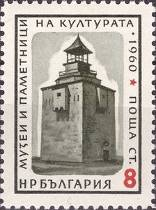 МУЗЕИ И ПАМЕТНИЦИ
НА КУЛТУРАТА
1960 ★ ПОЩА СТ.
8
НР БЪЛГАРИЯ